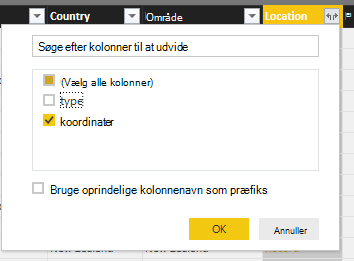 Country Område Location
Søge efter kolonner til at udvide
(Vælg alle kolonner)
type
koordinater
Bruge oprindelige kolonnenavn som præfiks
OK Annuller